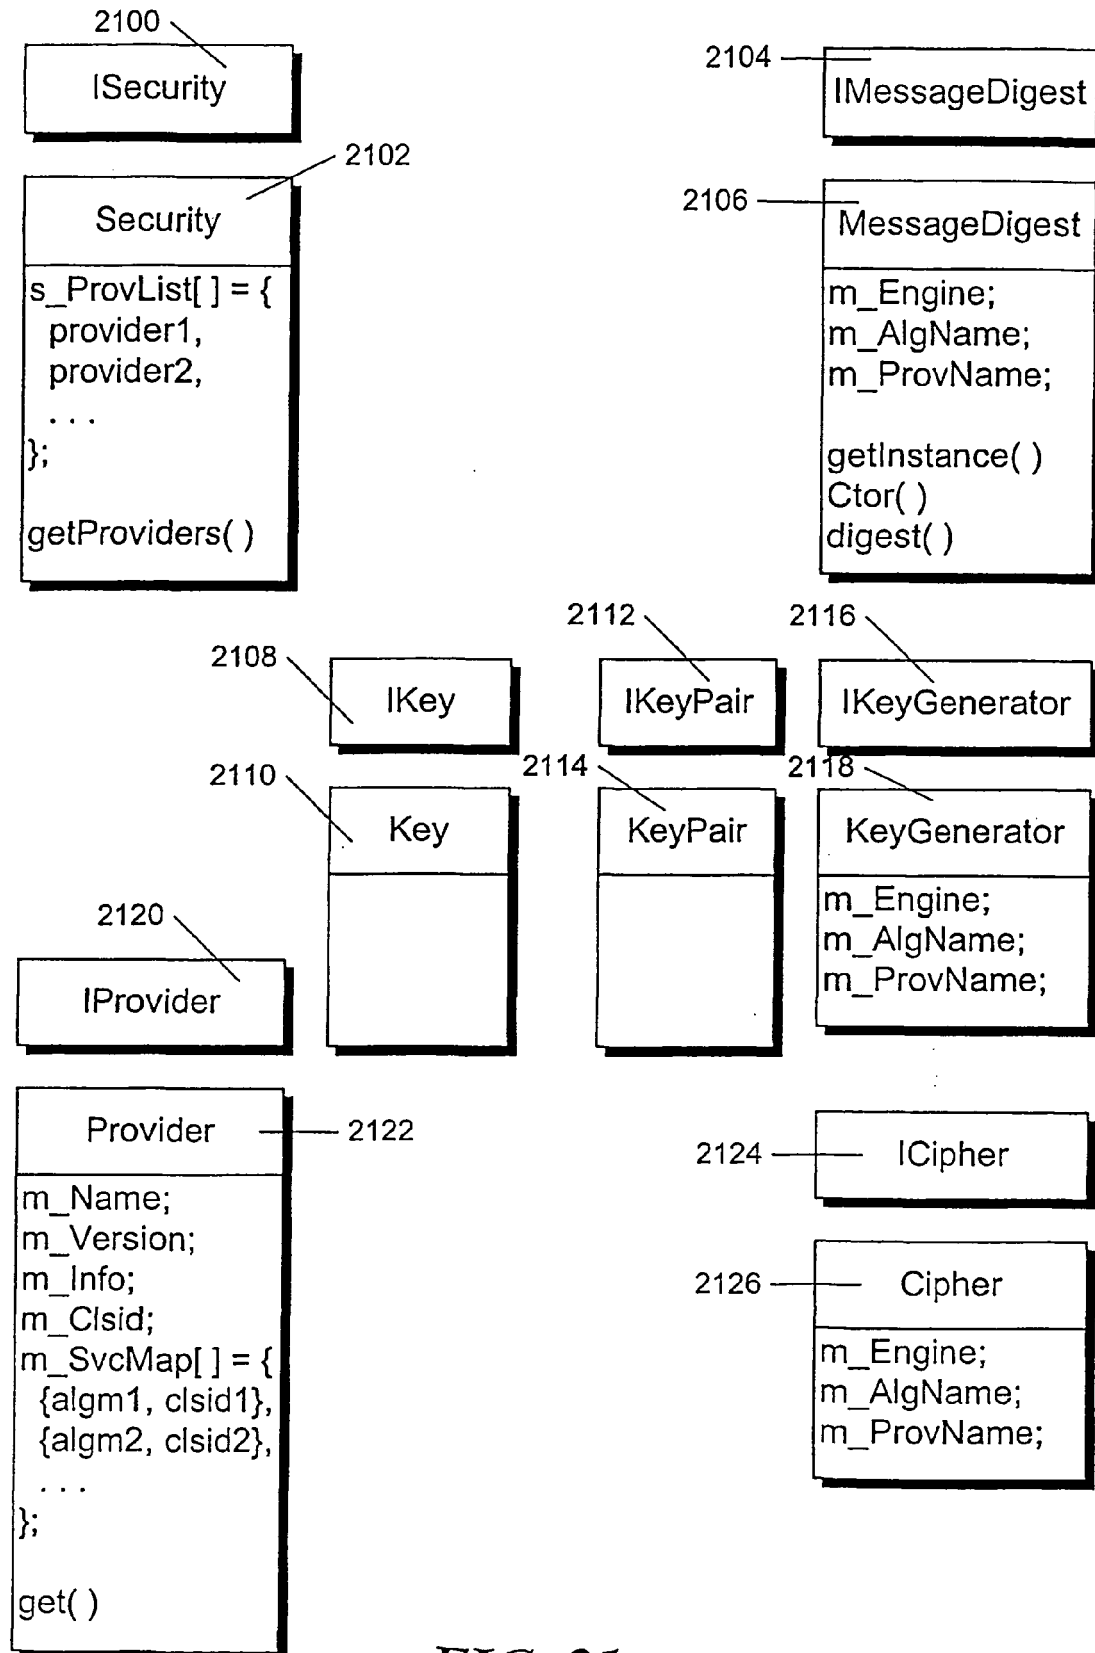 2100
ISecurity
2102
Security
s_ProvList[ ] = {
provider1,
provider2,
. . .
};
getProviders( )
2104
IMessageDigest
2106
MessageDigest
m_Engine;
m_AlgName;
m_ProvName;
getInstance( )
Ctor( )
digest( )
2108
IKey
2110
Key
2112
IKeyPair
2114
KeyPair
2116
IKeyGenerator
2118
KeyGenerator
m_Engine;
m_AlgName;
m_ProvName;
2120
IProvider
Provider
2122
m_Name;
m_Version;
m_Info;
m_Clsid;
m_SvcMap[ ] = {
{algm1, clsid1},
{algm2, clsid2},
. . .
};
get( )
2124
ICipher
2126
Cipher
m_Engine;
m_AlgName;
m_ProvName;